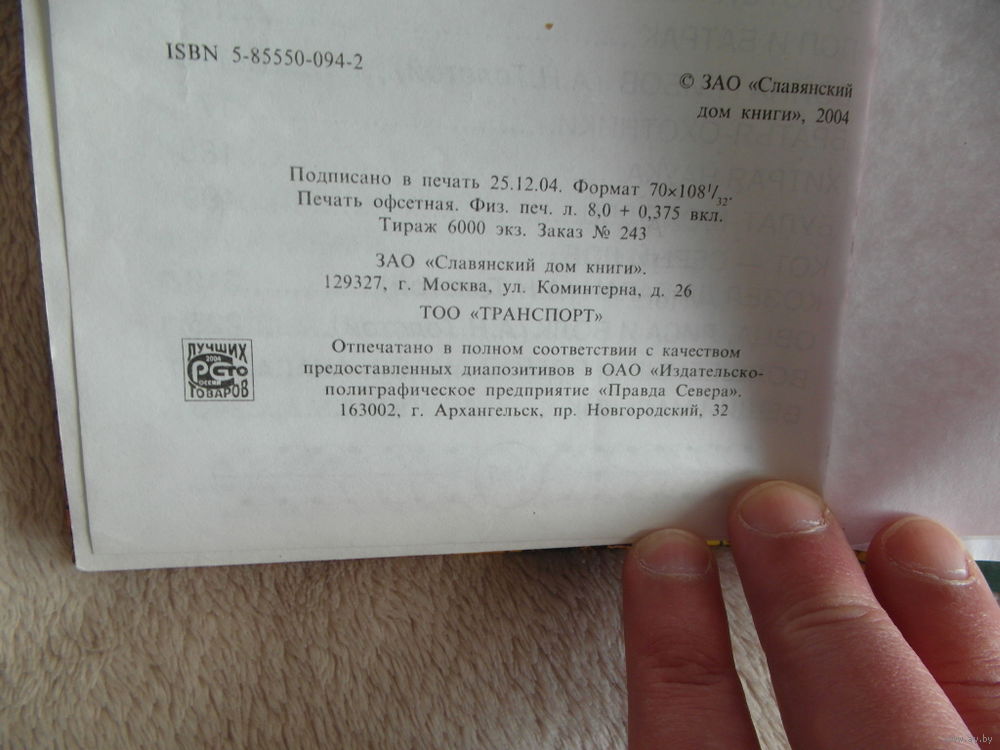 ISBN 5-85550-094-2
© ЗАО «Славянский
дом книги», 2004
Подписано в печать 25.12.04. Формат 70×108¹/₃₂.
Печать офсетная. Физ. печ. л. 8,0 + 0,375 вкл.
Тираж 6000 экз. Заказ № 243
ЗАО «Славянский дом книги».
129327, г. Москва, ул. Коминтерна, д. 26
ТОО «ТРАНСПОРТ»
ЛУЧШИХ
2004
РОССИИ
ТОВАРОВ
Отпечатано в полном соответствии с качеством
предоставленных диапозитивов в ОАО «Издательско-
полиграфическое предприятие «Правда Севера».
163002, г. Архангельск, пр. Новгородский, 32